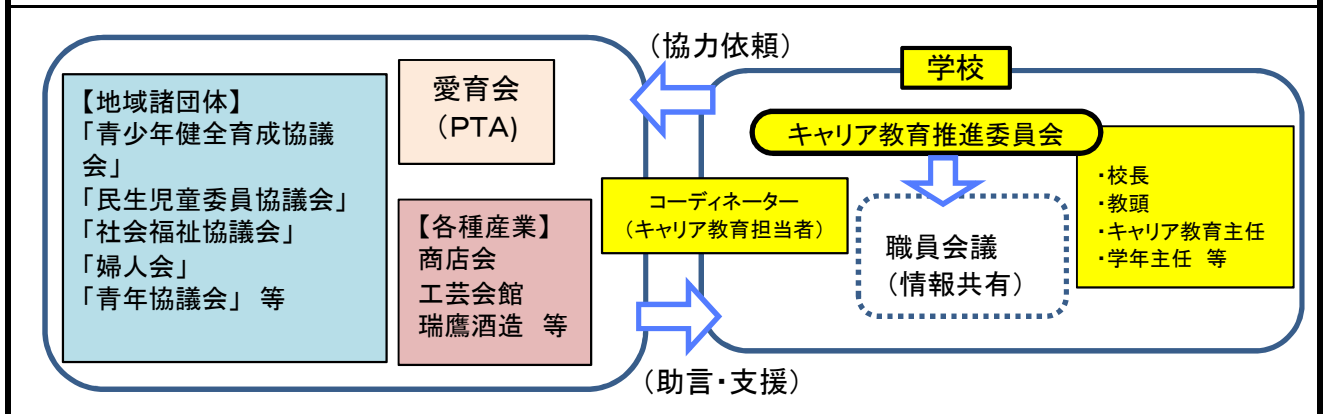 (協力依頼)
学校
【地域諸団体】
「青少年健全育成協議
会」
「民生児童委員協議会」
「社会福祉協議会」
「婦人会」
「青年協議会」 等
愛育会
(PTA)
【各種産業】
商店会
工芸会館
瑞鷹酒造 等
コーディネーター
(キャリア教育担当者)
キャリア教育推進委員会
職員会議
(情報共有)
・校長
・教頭
・キャリア教育主任
・学年主任 等
(助言・支援)